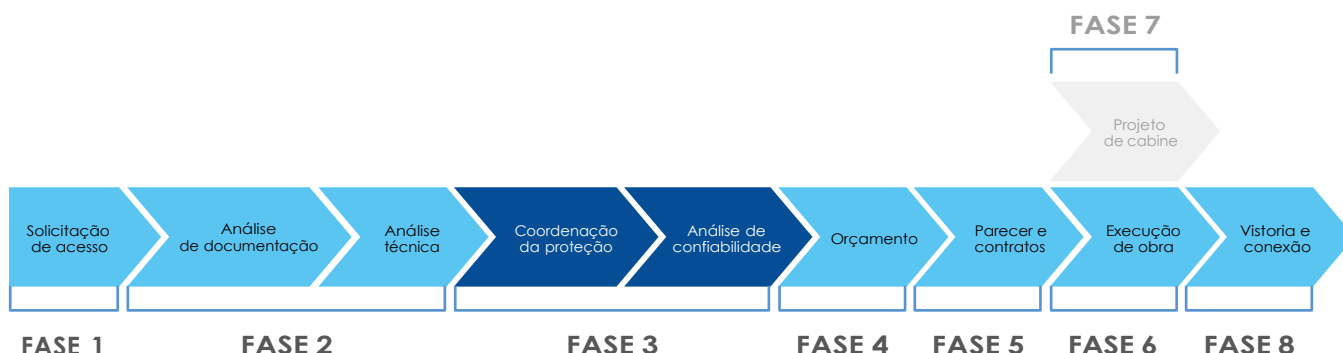 FASE 7
Projeto
de cabine
Solicitação
de acesso
Análise
de documentação
Análise
técnica
Coordenação
da proteção
Análise de
confiabilidade
Orçamento
Parecer e
contratos
Execução
de obra
Vistoria e
conexão
FASE 1
FASE 2
FASE 3
FASE 4
FASE 5
FASE 6
FASE 8